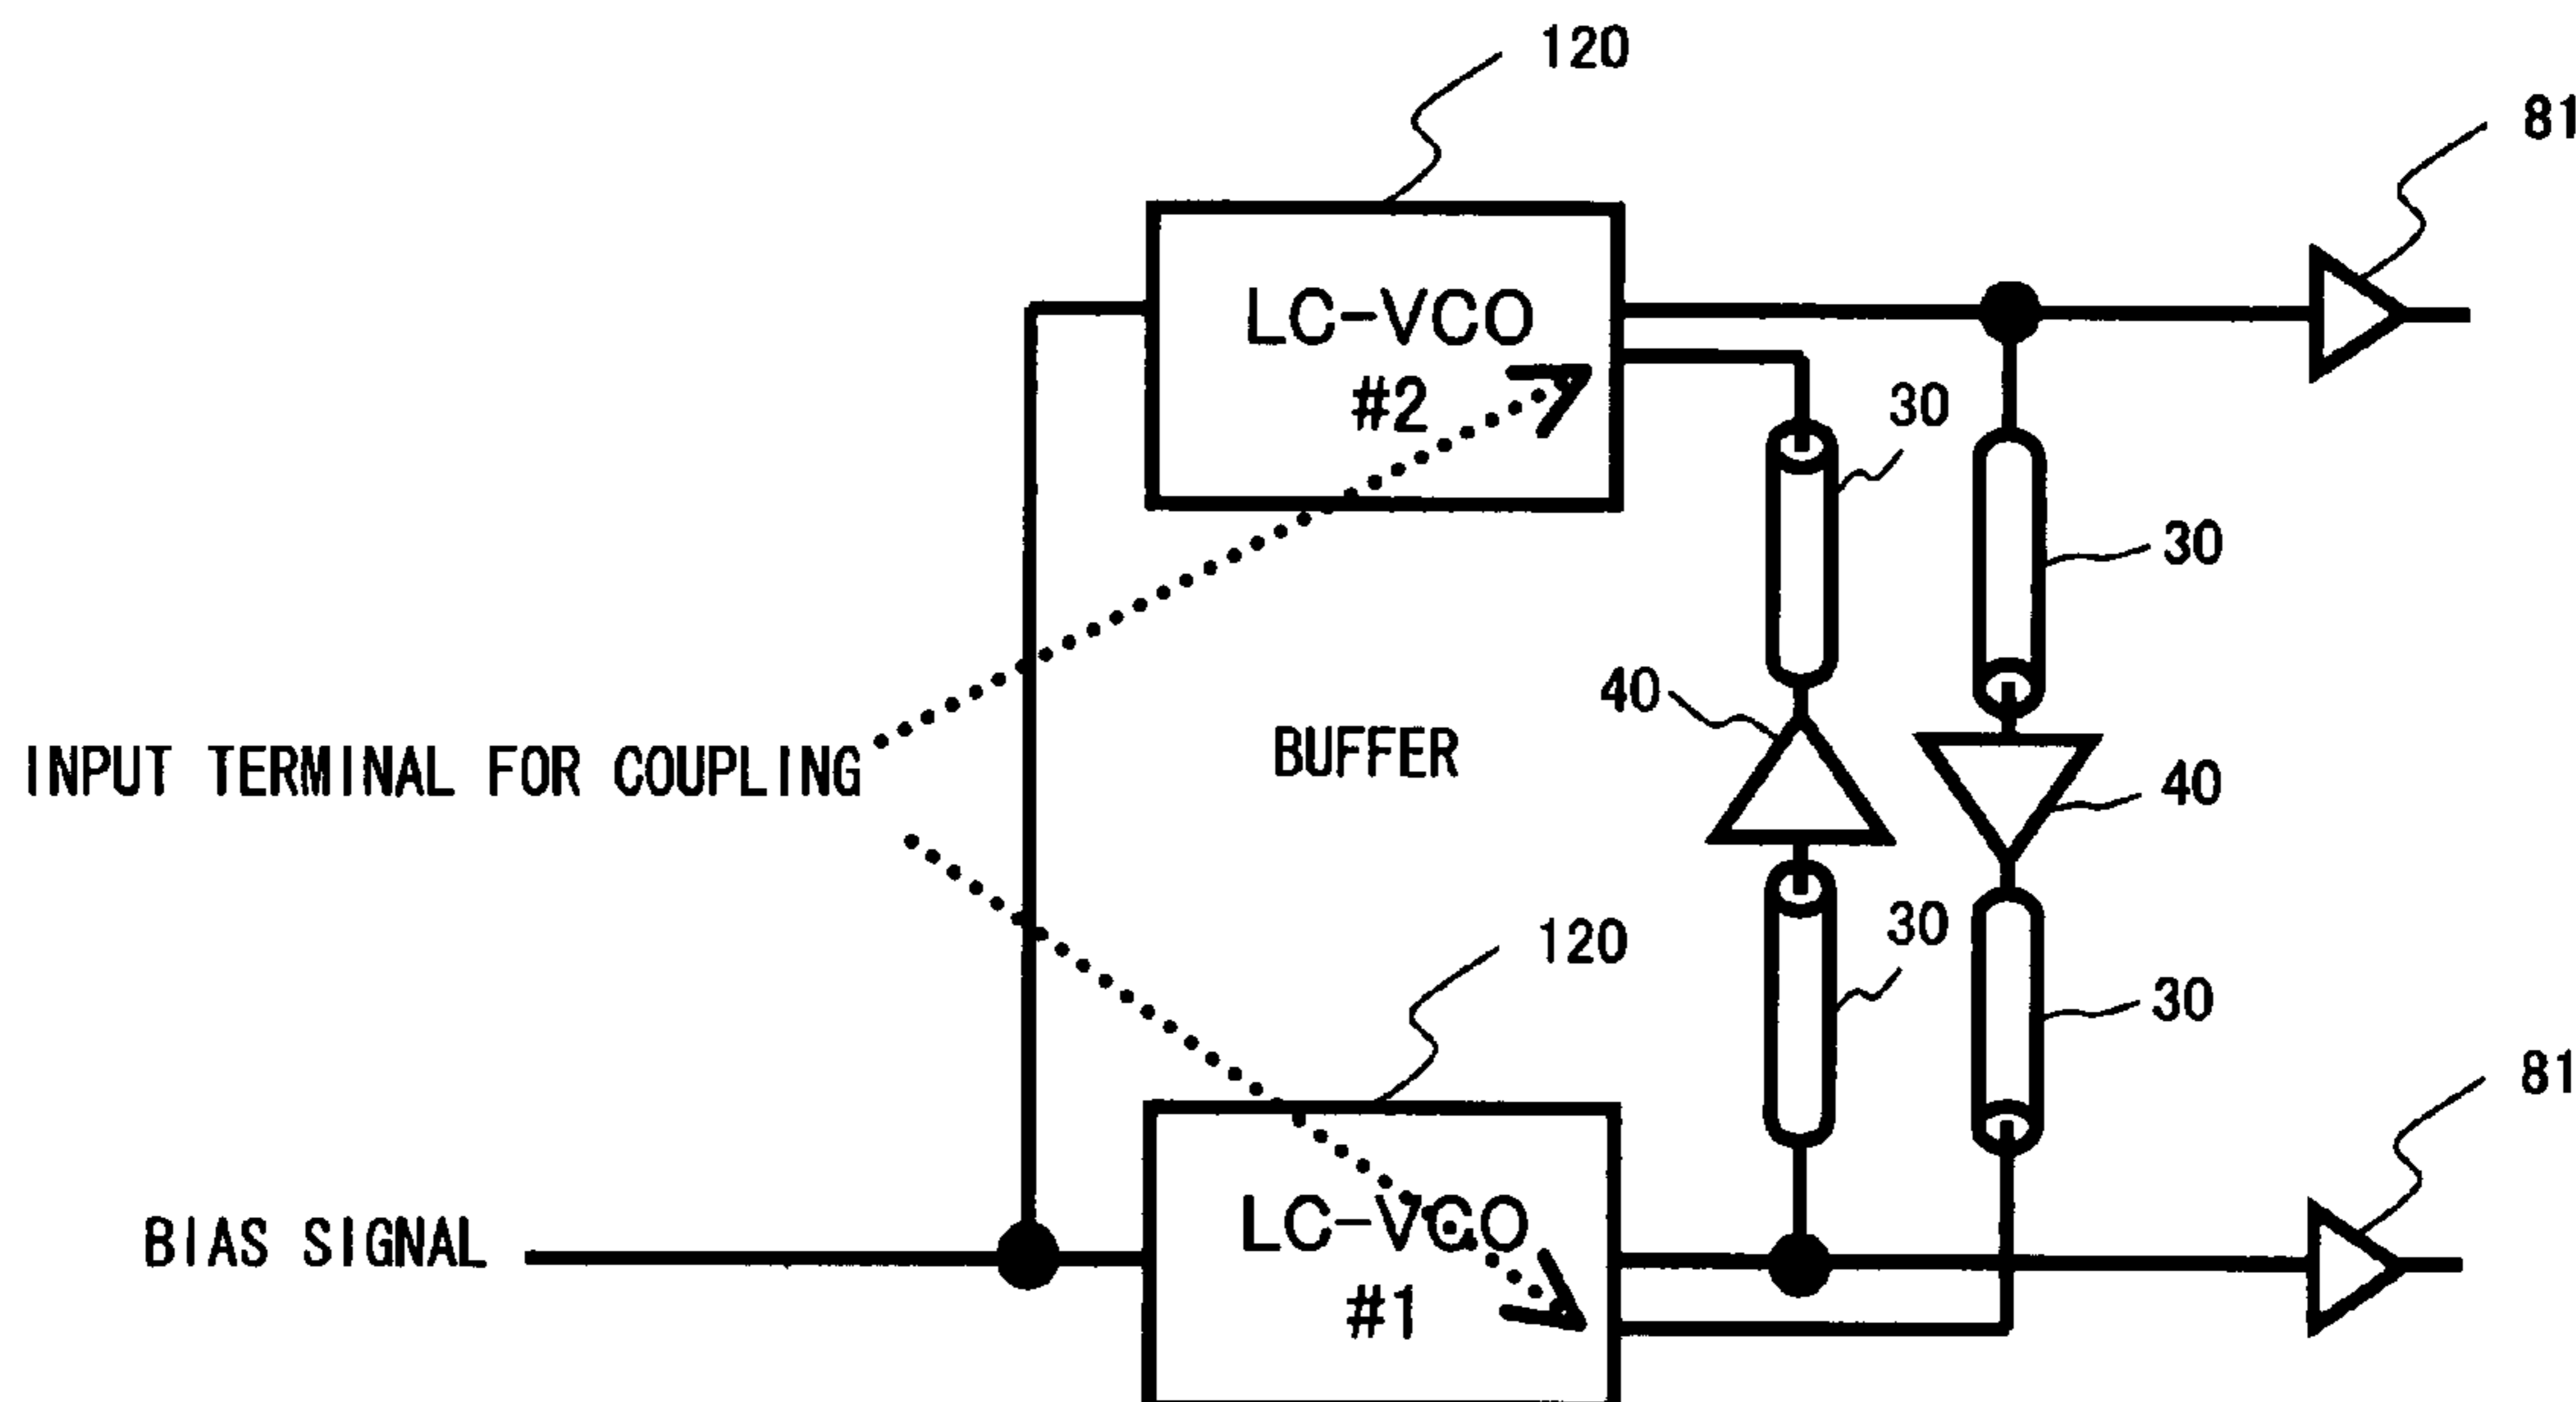 120
81
LC-VCO
#2
30
30
40
BUFFER
INPUT TERMINAL FOR COUPLING
40
30
120
30
81
BIAS SIGNAL
LC-VCO
#1